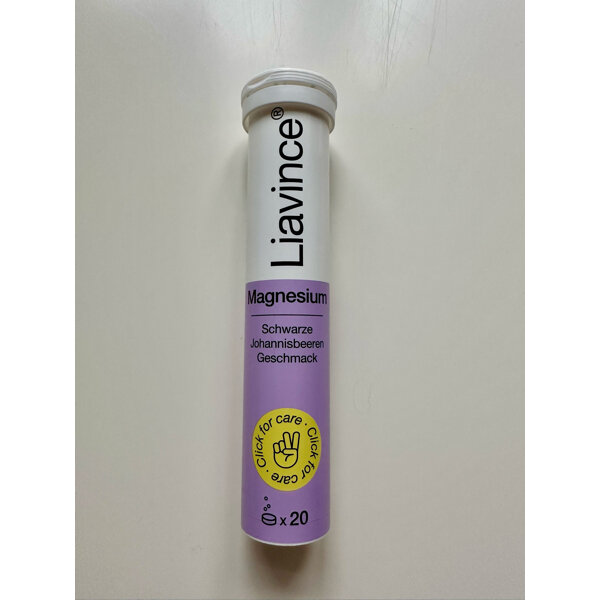 Liavince®
Magnesium
Schwarze
Johannisbeeren
Geschmack
Click for care · Click for care ·
x 20